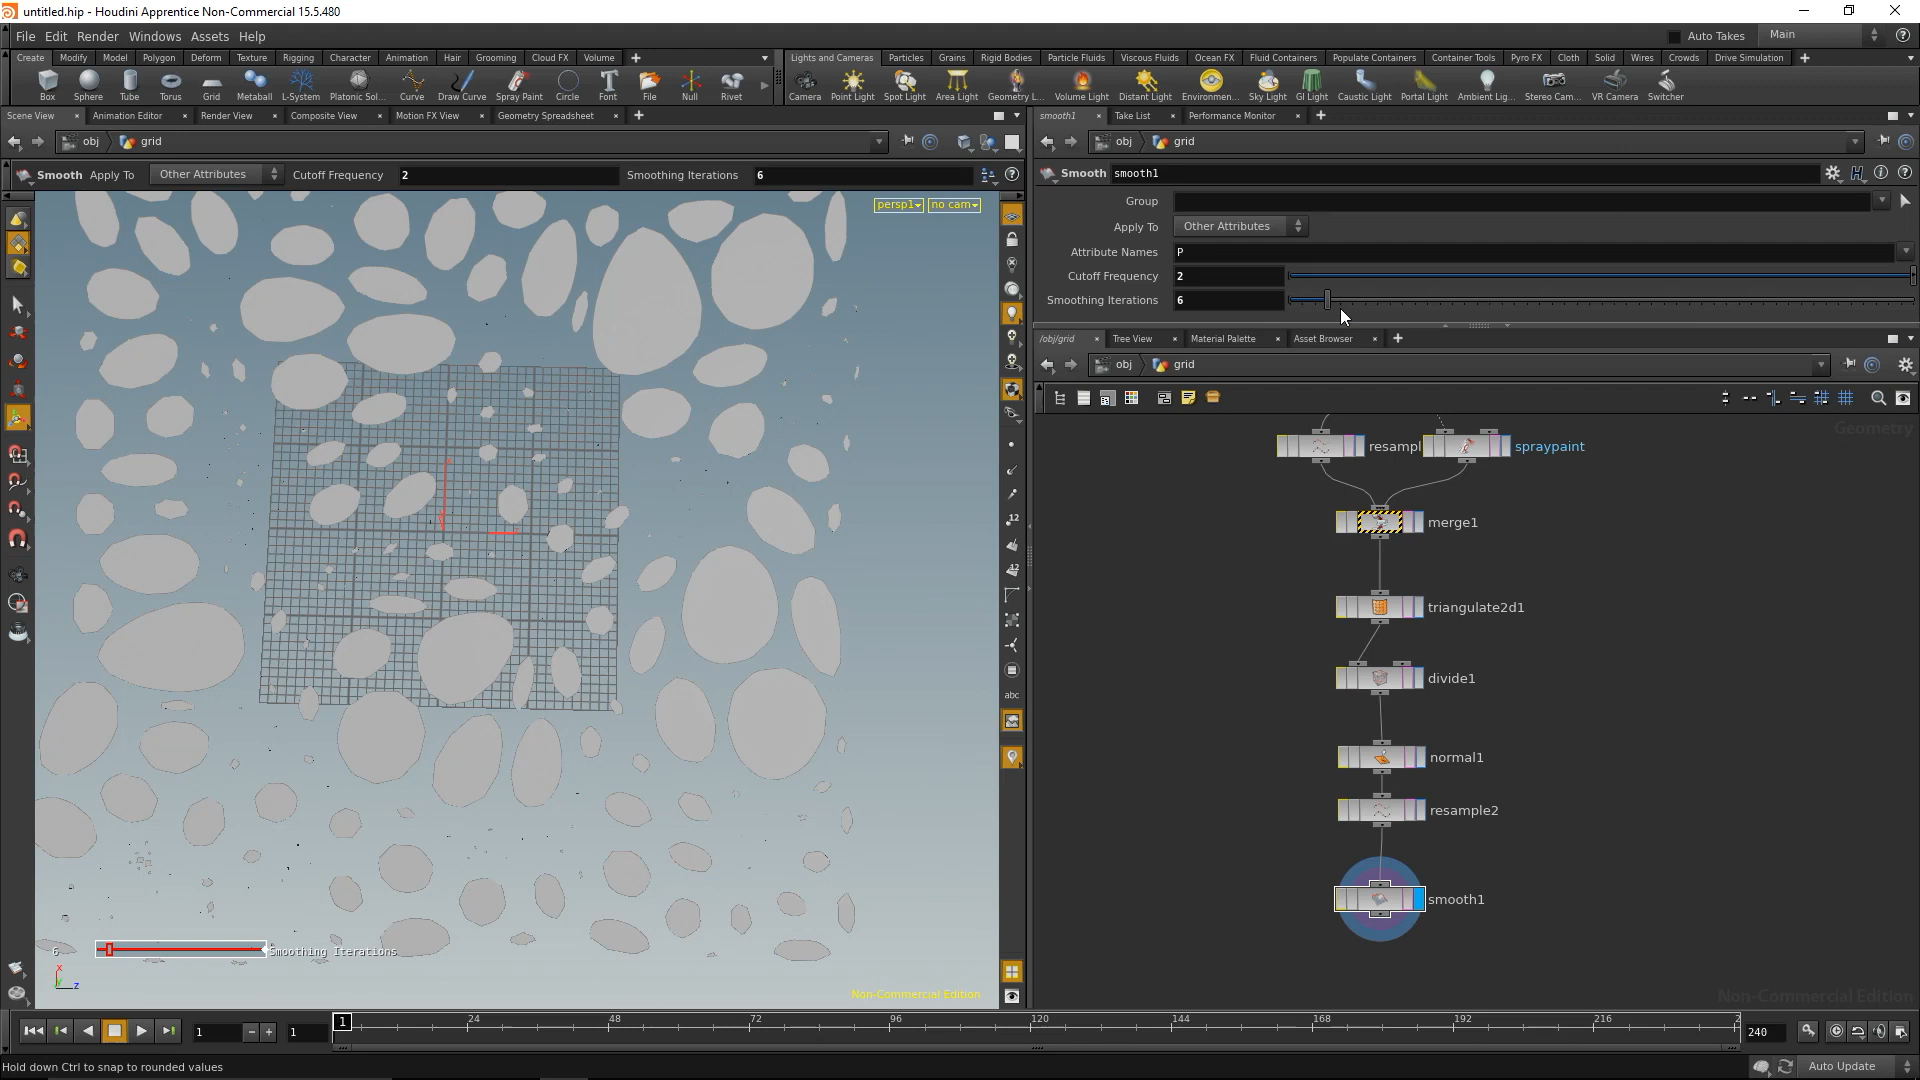 untitled.hip - Houdini Apprentice Non-Commercial 15.5.480
File Edit Render Windows Assets Help
Auto Takes Main
Create Modify Model Polygon Deform Texture Rigging Character Animation Hair Grooming Cloud FX Volume
Lights and Cameras Particles Grains Rigid Bodies Particle Fluids Viscous Fluids Ocean FX Fluid Containers Populate Containers Container Tools Pyro FX Cloth Solid Wires Crowds Drive Simulation
Box Sphere Tube Torus Grid Metaball L-System Platonic Sol... Curve Draw Curve Spray Paint Circle Font File Null Rivet
Camera Point Light Spot Light Area Light Geometry L... Volume Light Distant Light Environmen... Sky Light GI Light Caustic Light Portal Light Ambient Lig... Stereo Cam... VR Camera Switcher
Scene View Animation Editor Render View Composite View Motion FX View Geometry Spreadsheet
smooth1 Take List Performance Monitor
obj grid
obj grid
Smooth Apply To Other Attributes Cutoff Frequency 2 Smoothing Iterations 6
Smooth smooth1
Group
Apply To Other Attributes
Attribute Names P
Cutoff Frequency 2
Smoothing Iterations 6
persp1 no cam
/obj/grid Tree View Material Palette Asset Browser
obj grid
Geometry
resampl spraypaint
merge1
triangulate2d1
divide1
normal1
resample2
smooth1
12
12
abc
6 Smoothing Iterations
x
y z
Non-Commercial Edition
Non-Commercial Edition
1 1 1 24 48 72 96 120 144 168 192 216 2 240
Hold down Ctrl to snap to rounded values
Auto Update